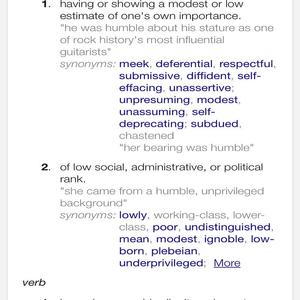 1. having or showing a modest or low
estimate of one's own importance.
"he was humble about his stature as one
of rock history's most influential
guitarists"
synonyms: meek, deferential, respectful,
submissive, diffident, self-
effacing, unassertive;
unpresuming, modest,
unassuming, self-
deprecating; subdued,
chastened
"her bearing was humble"
2. of low social, administrative, or political
rank.
"she came from a humble, unprivileged
background"
synonyms: lowly, working-class, lower-
class, poor, undistinguished,
mean, modest, ignoble, low-
born, plebeian,
underprivileged; More
verb